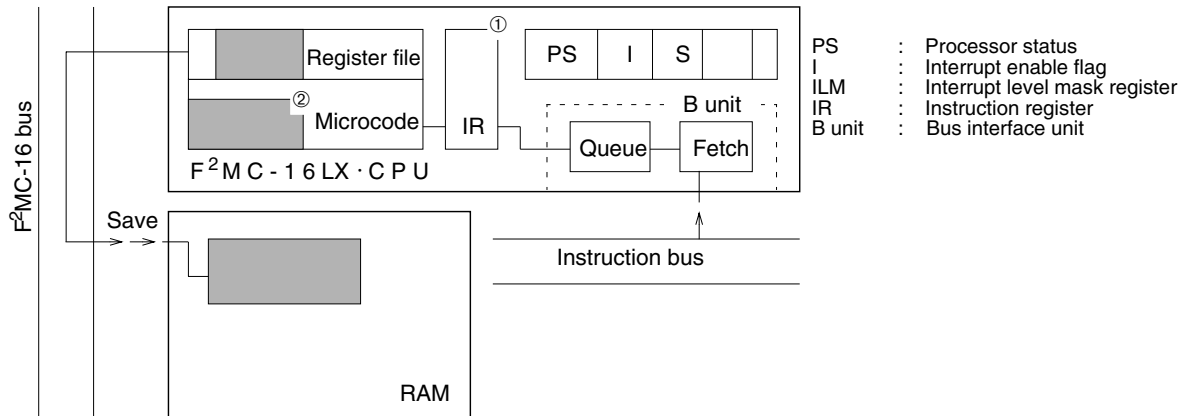 ①
Register file
PS I S
②
Microcode
IR
B unit
Queue
Fetch
F²MC-16LX·CPU
F²MC-16 bus
Save
Instruction bus
RAM
PS : Processor status
I : Interrupt enable flag
ILM : Interrupt level mask register
IR : Instruction register
B unit : Bus interface unit